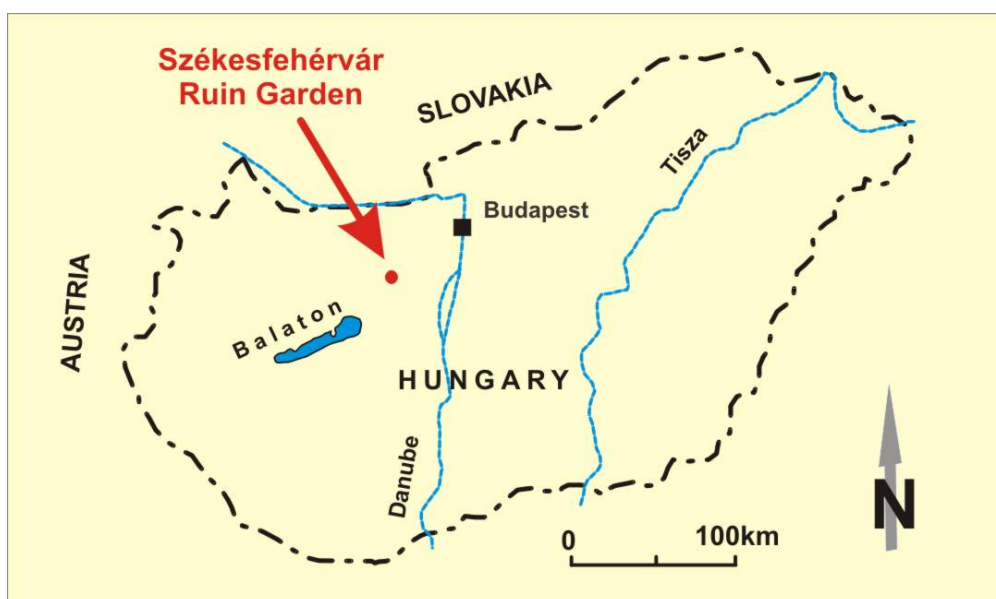 Székesfehérvár
Ruin Garden
SLOVAKIA
Tisza
Budapest
AUSTRIA
Balaton
HUNGARY
Danube
N
0 100km